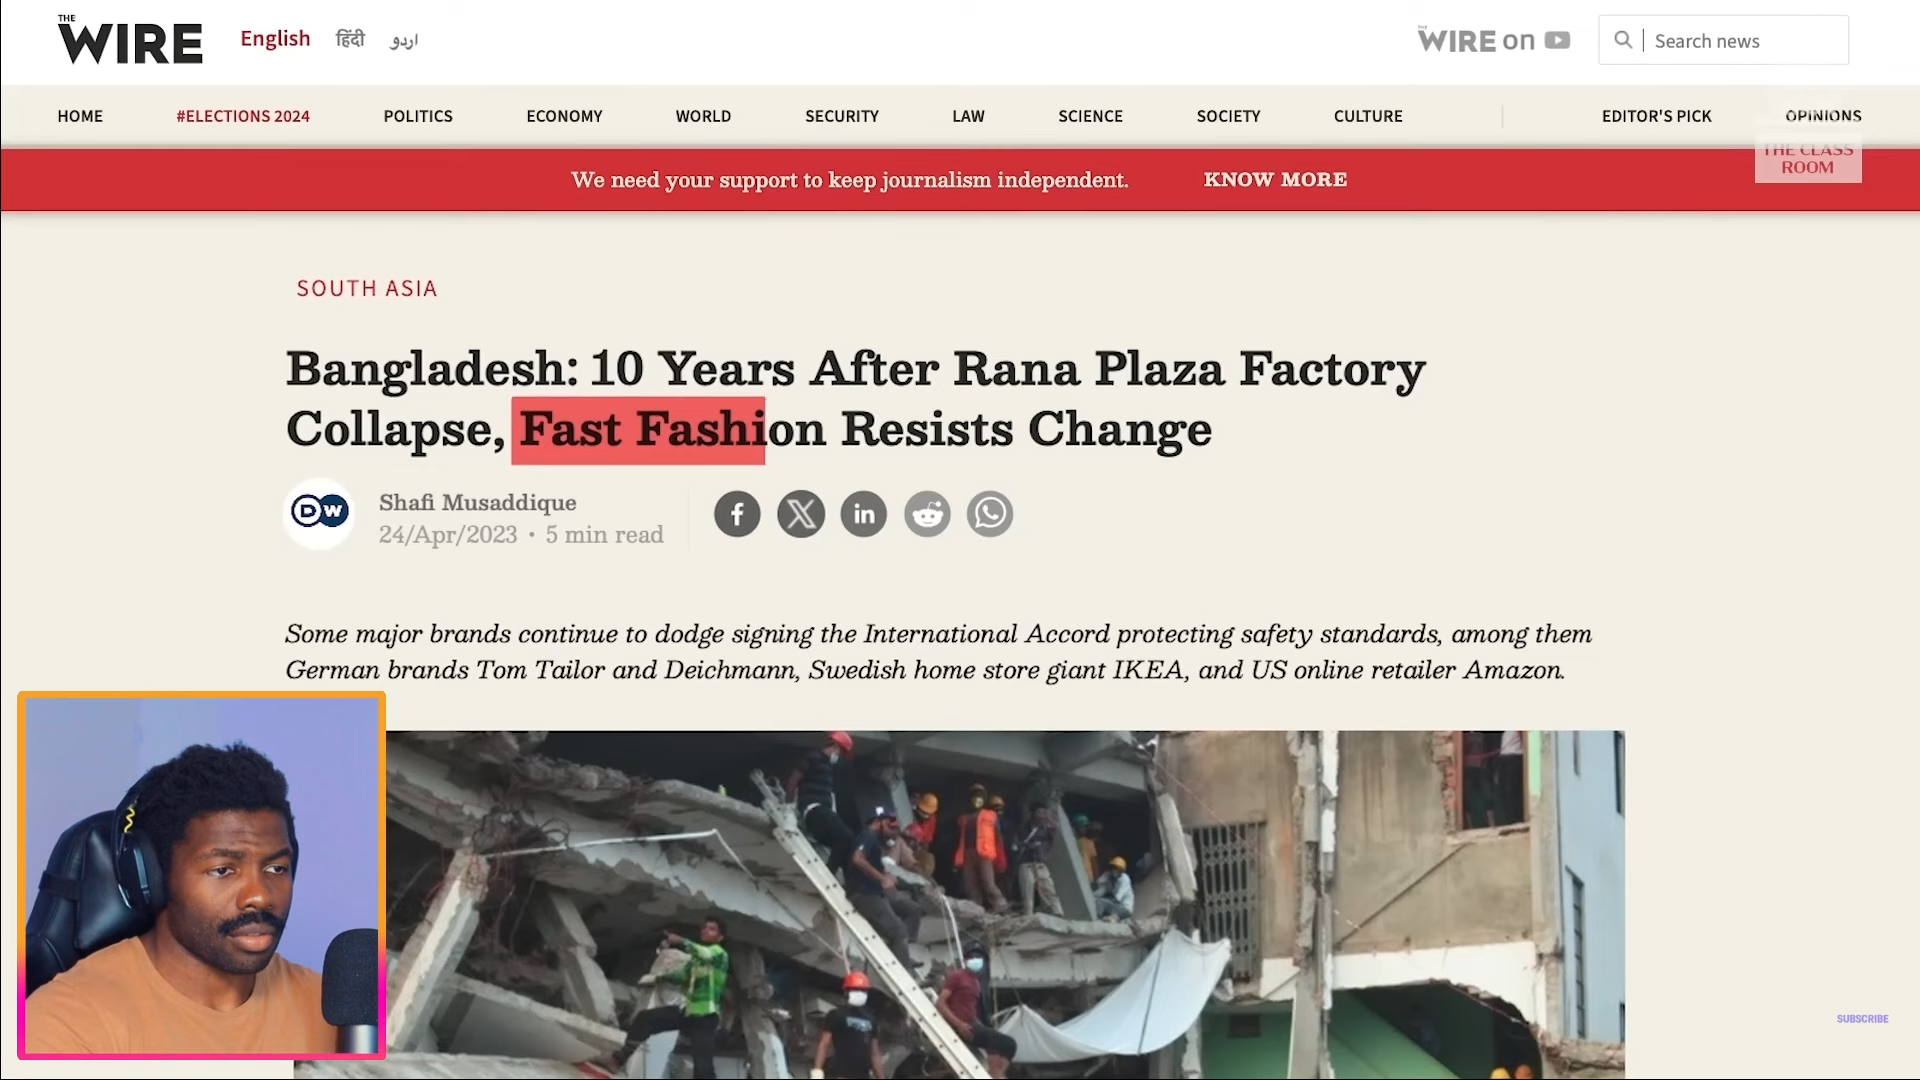 THE
WIRE
English
हिंदी
اردو
THE
WIRE on
Search news
HOME
#ELECTIONS 2024
POLITICS
ECONOMY
WORLD
SECURITY
LAW
SCIENCE
SOCIETY
CULTURE
EDITOR'S PICK
OPINIONS
THE CLASS
ROOM
We need your support to keep journalism independent.
KNOW MORE
SOUTH ASIA
Bangladesh: 10 Years After Rana Plaza Factory
Collapse, Fast Fashion Resists Change
DW
Shafi Musaddique
24/Apr/2023 • 5 min read
Some major brands continue to dodge signing the International Accord protecting safety standards, among them
German brands Tom Tailor and Deichmann, Swedish home store giant IKEA, and US online retailer Amazon.
SUBSCRIBE